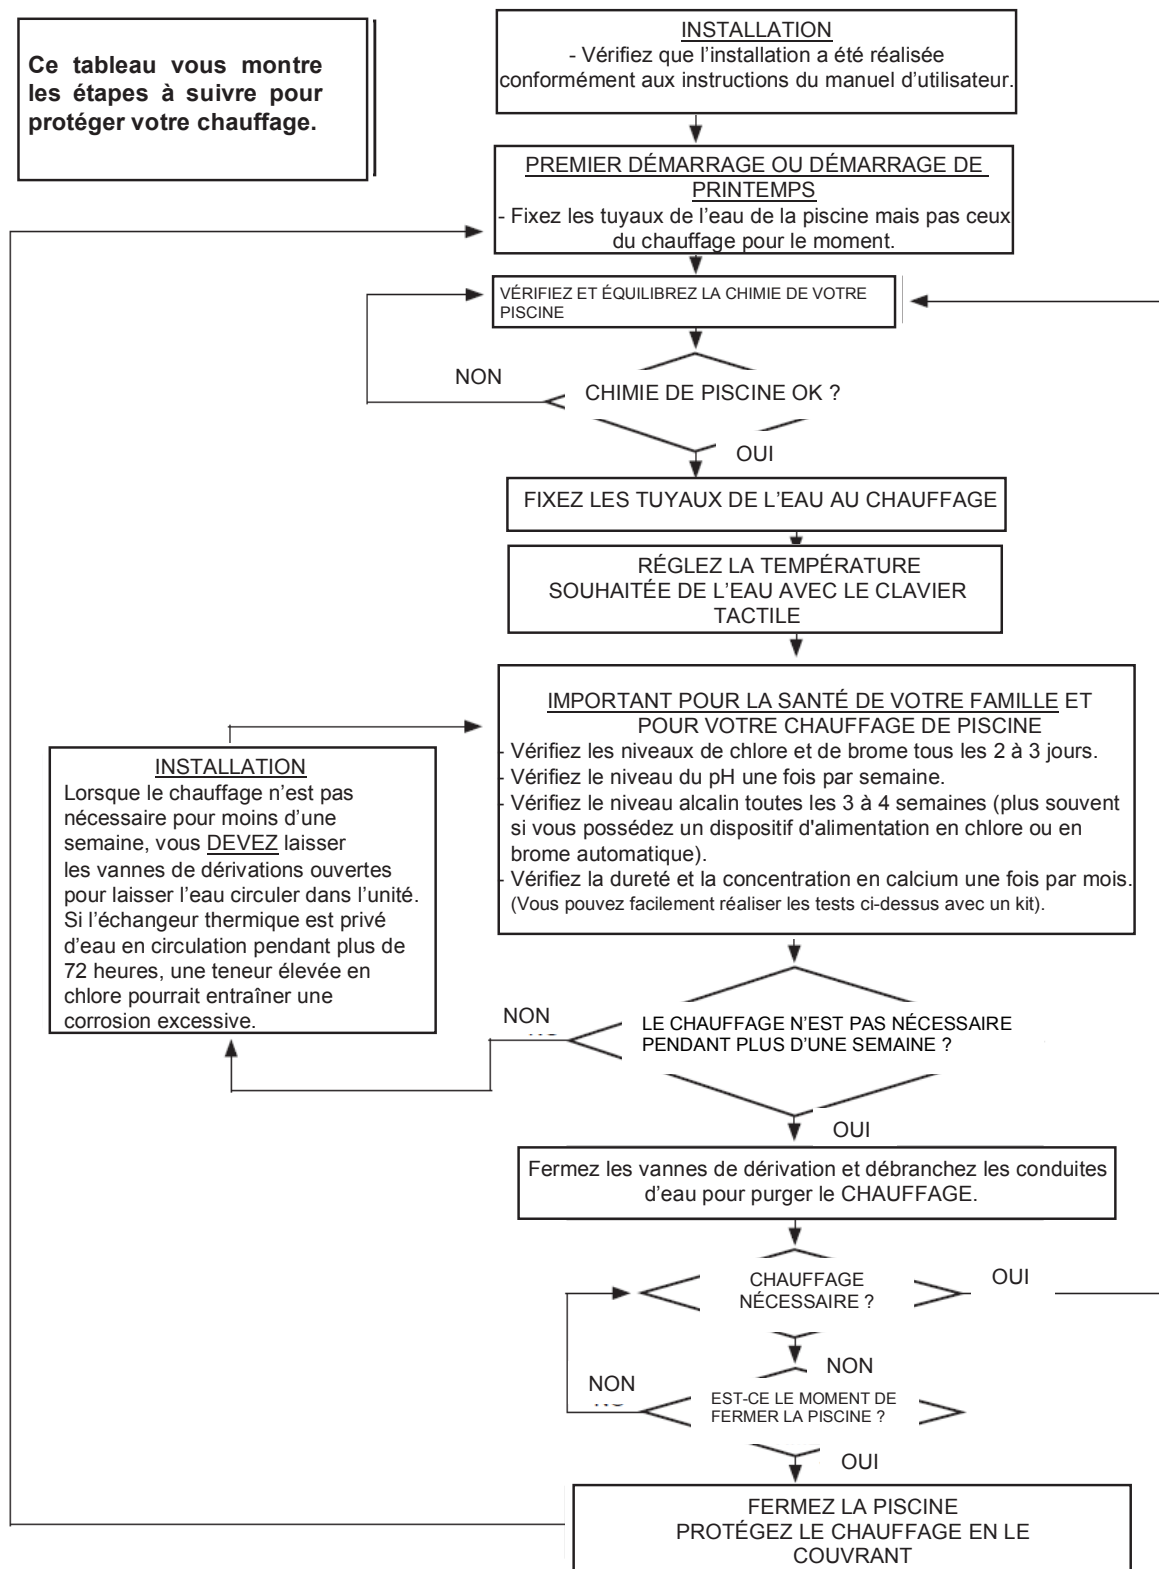 Ce tableau vous montre
les étapes à suivre pour
protéger votre chauffage.
INSTALLATION
- Vérifiez que l’installation a été réalisée
conformément aux instructions du manuel d’utilisateur.
PREMIER DÉMARRAGE OU DÉMARRAGE DE
PRINTEMPS
- Fixez les tuyaux de l’eau de la piscine mais pas ceux
du chauffage pour le moment.
VÉRIFIEZ ET ÉQUILIBREZ LA CHIMIE DE VOTRE
PISCINE
NON
CHIMIE DE PISCINE OK ?
OUI
FIXEZ LES TUYAUX DE L’EAU AU CHAUFFAGE
RÉGLEZ LA TEMPÉRATURE
SOUHAITÉE DE L’EAU AVEC LE CLAVIER
TACTILE
IMPORTANT POUR LA SANTÉ DE VOTRE FAMILLE ET
POUR VOTRE CHAUFFAGE DE PISCINE
- Vérifiez les niveaux de chlore et de brome tous les 2 à 3 jours.
- Vérifiez le niveau du pH une fois par semaine.
- Vérifiez le niveau alcalin toutes les 3 à 4 semaines (plus souvent
si vous possédez un dispositif d'alimentation en chlore ou en
brome automatique).
- Vérifiez la dureté et la concentration en calcium une fois par mois.
(Vous pouvez facilement réaliser les tests ci-dessus avec un kit).
INSTALLATION
Lorsque le chauffage n’est pas
nécessaire pour moins d’une
semaine, vous DEVEZ laisser
les vannes de dérivations ouvertes
pour laisser l’eau circuler dans l’unité.
Si l’échangeur thermique est privé
d’eau en circulation pendant plus de
72 heures, une teneur élevée en
chlore pourrait entraîner une
corrosion excessive.
NON
LE CHAUFFAGE N’EST PAS NÉCESSAIRE
PENDANT PLUS D’UNE SEMAINE ?
OUI
Fermez les vannes de dérivation et débranchez les conduites
d’eau pour purger le CHAUFFAGE.
CHAUFFAGE
NÉCESSAIRE ?
OUI
NON
NON
EST-CE LE MOMENT DE
FERMER LA PISCINE ?
OUI
FERMEZ LA PISCINE
PROTÉGEZ LE CHAUFFAGE EN LE
COUVRANT